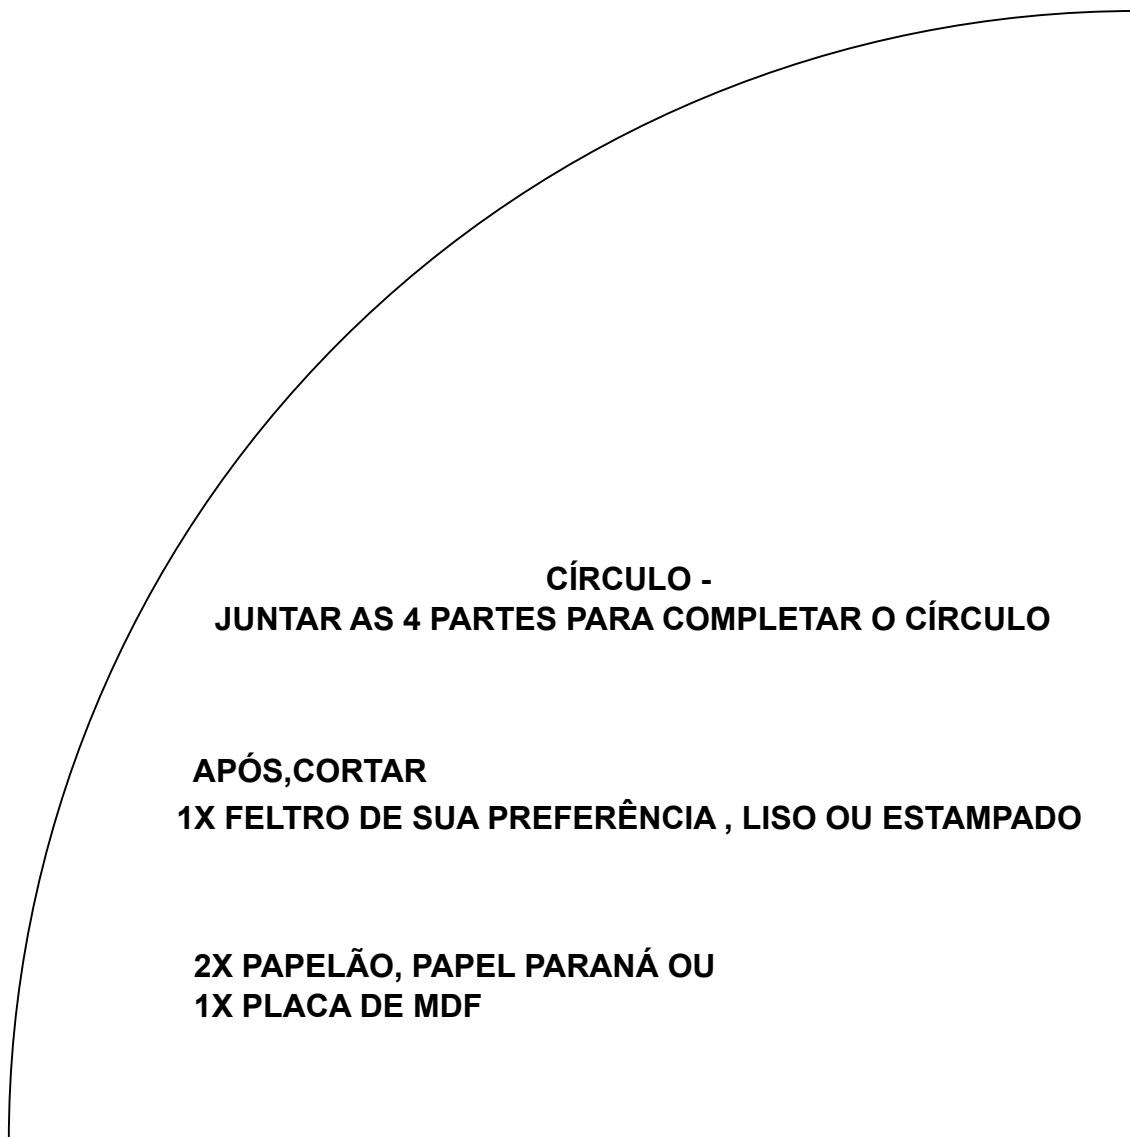 CÍRCULO -
JUNTAR AS 4 PARTES PARA COMPLETAR O CÍRCULO
APÓS,CORTAR
1X FELTRO DE SUA PREFERÊNCIA , LISO OU ESTAMPADO
2X PAPELÃO, PAPEL PARANÁ OU
1X PLACA DE MDF